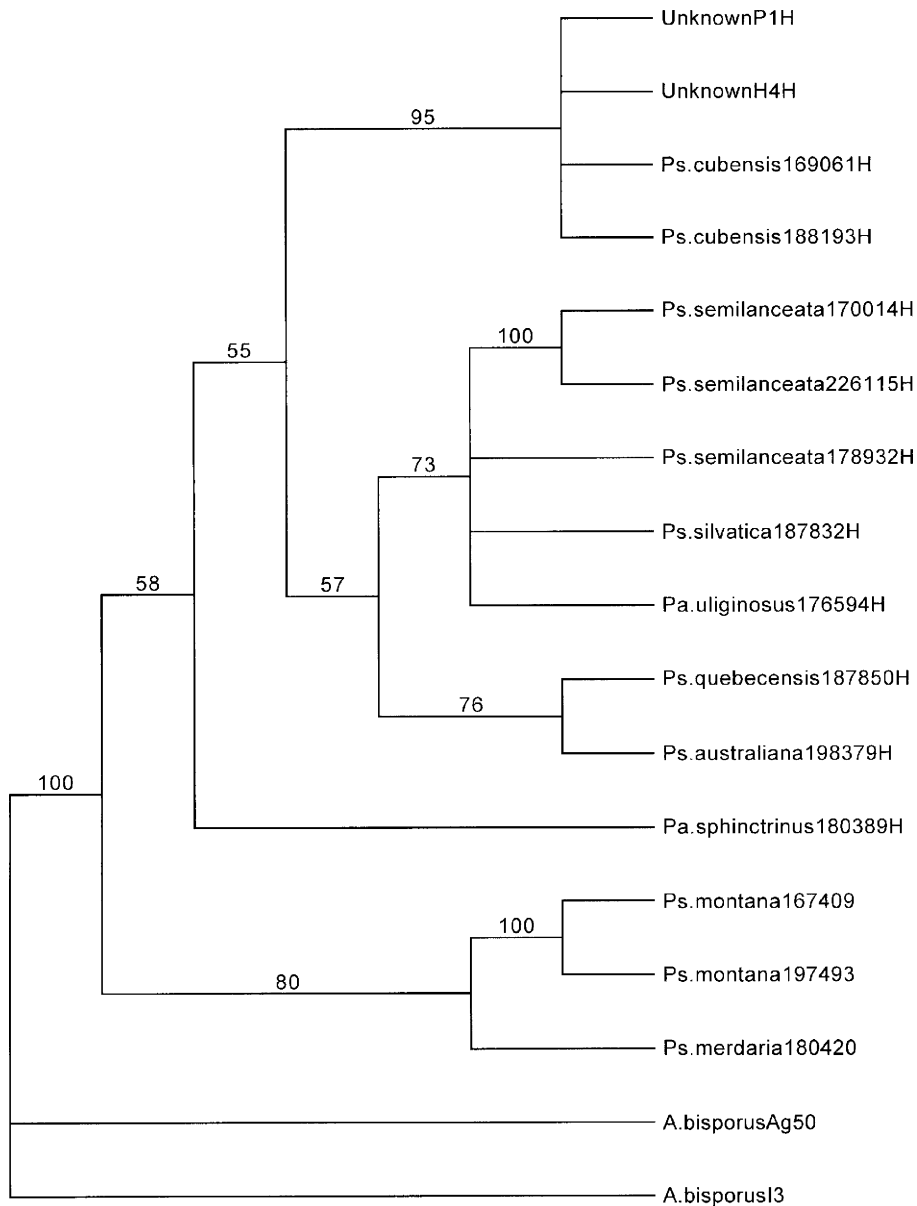 UnknownP1H
UnknownH4H
95
Ps.cubensis169061H
Ps.cubensis188193H
Ps.semilanceata170014H
100
55
Ps.semilanceata226115H
Ps.semilanceata178932H
73
Ps.silvatica187832H
58
57
Pa.uliginosus176594H
Ps.quebecensis187850H
76
Ps.australiana198379H
100
Pa.sphinctrinus180389H
Ps.montana167409
100
Ps.montana197493
80
Ps.merdaria180420
A.bisporusAg50
A.bisporusI3